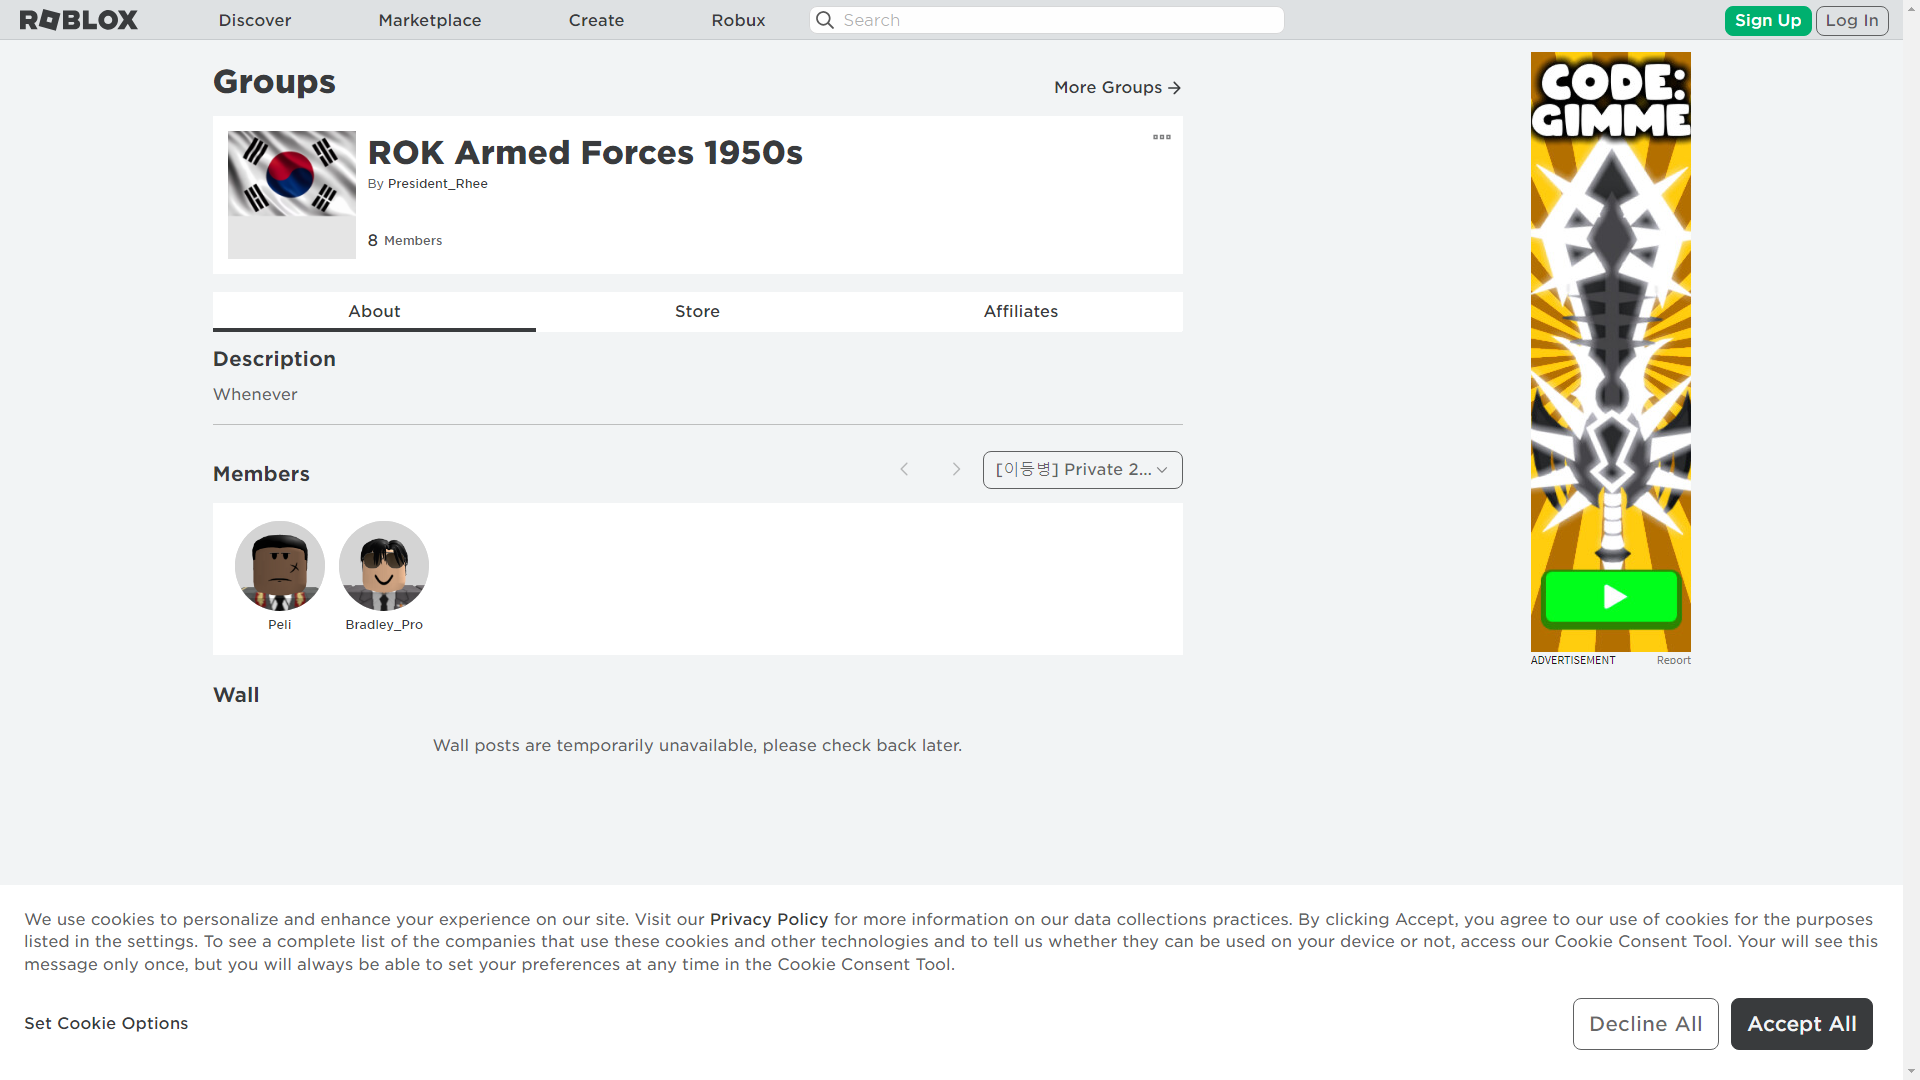 ROBLOX
Discover
Marketplace
Create
Robux
Search
Sign Up
Log In
Groups
More Groups
ROK Armed Forces 1950s
By President_Rhee
8 Members
About
Store
Affiliates
Description
Whenever
Members
[이등병] Private 2...
Peli
Bradley_Pro
Wall
Wall posts are temporarily unavailable, please check back later.
CODE:
GIMME
ADVERTISEMENT
Report
We use cookies to personalize and enhance your experience on our site. Visit our Privacy Policy for more information on our data collections practices. By clicking Accept, you agree to our use of cookies for the purposes
listed in the settings. To see a complete list of the companies that use these cookies and other technologies and to tell us whether they can be used on your device or not, access our Cookie Consent Tool. Your will see this
message only once, but you will always be able to set your preferences at any time in the Cookie Consent Tool.
Set Cookie Options
Decline All
Accept All